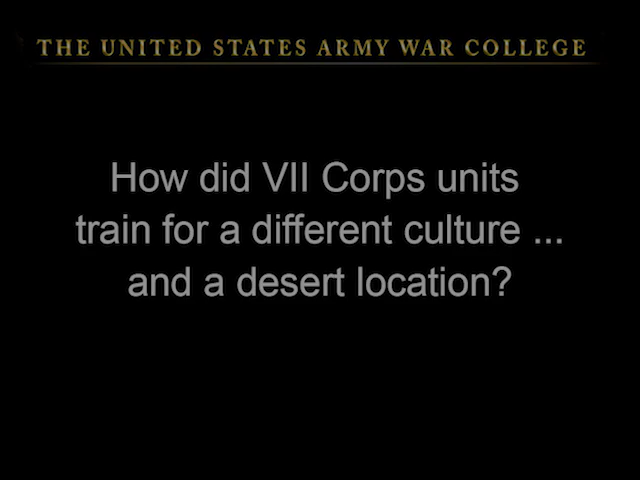 THE UNITED STATES ARMY WAR COLLEGE
How did VII Corps units
train for a different culture ...
and a desert location?